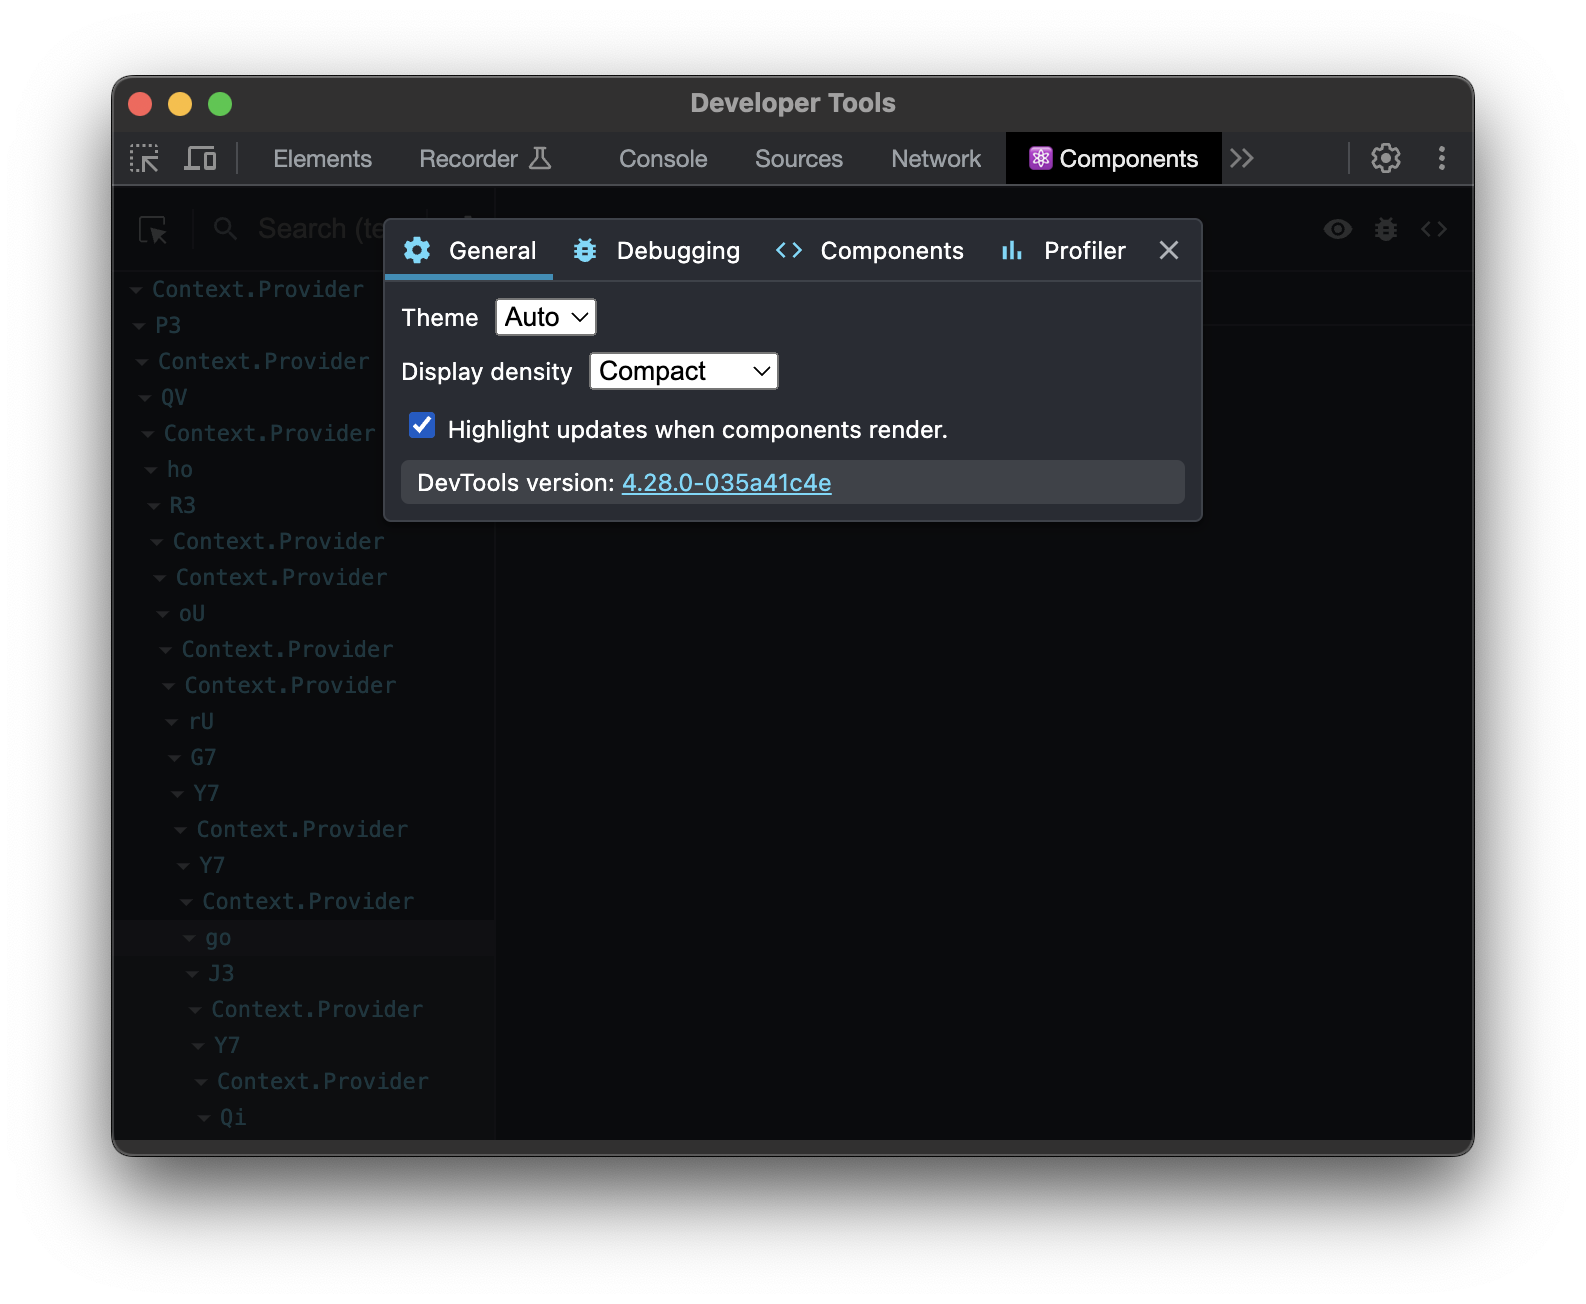 Developer Tools
Elements Recorder Console Sources Network Components
Search (te
General Debugging Components Profiler
Theme Auto
Display density Compact
Highlight updates when components render.
DevTools version: 4.28.0-035a41c4e
Context.Provider
P3
Context.Provider
QV
Context.Provider
ho
R3
Context.Provider
Context.Provider
oU
Context.Provider
Context.Provider
rU
G7
Y7
Context.Provider
Y7
Context.Provider
go
J3
Context.Provider
Y7
Context.Provider
Qi